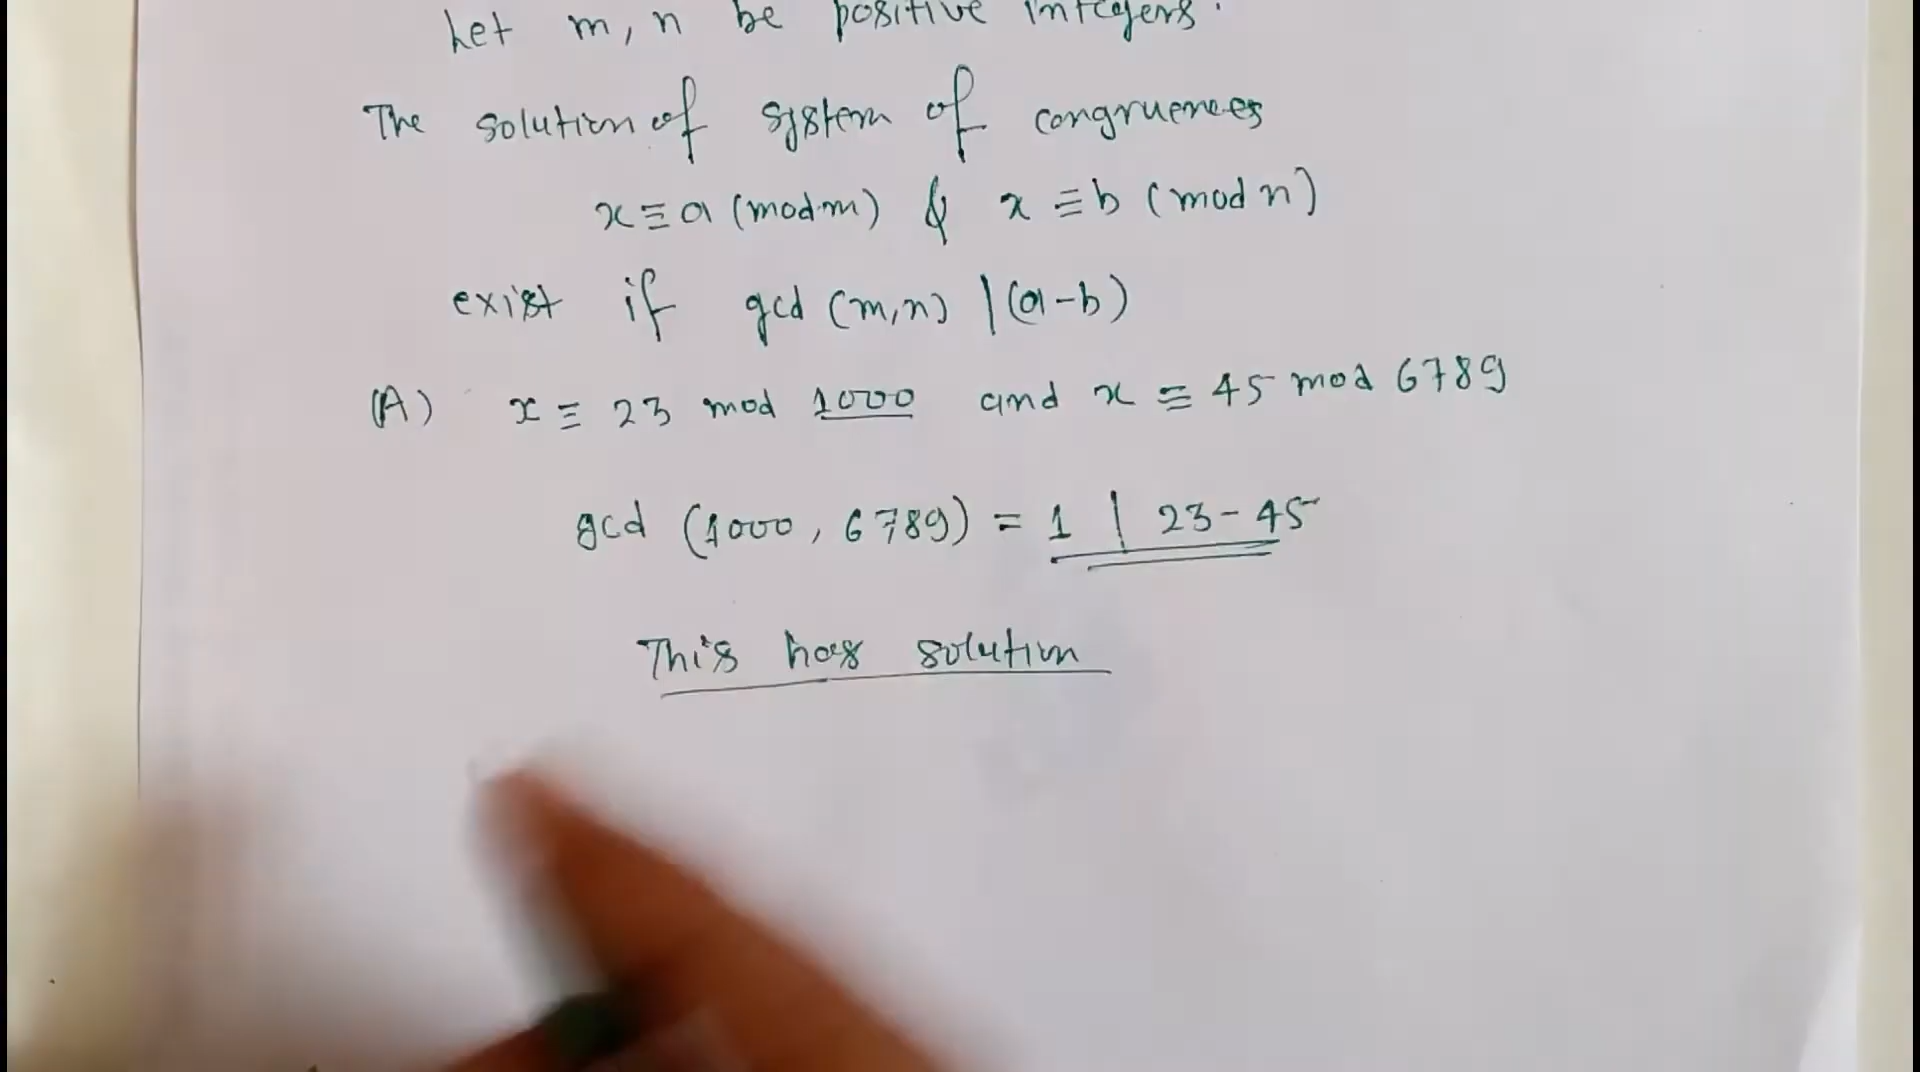 Let m, n be positive integers.
The solution of system of congruences
x ≡ a (mod m) & x ≡ b (mod n)
exist if gcd (m,n) | (a-b)
(A) x ≡ 23 mod 1000 and x ≡ 45 mod 6789
gcd (1000, 6789) = 1 | 23-45
This has solution